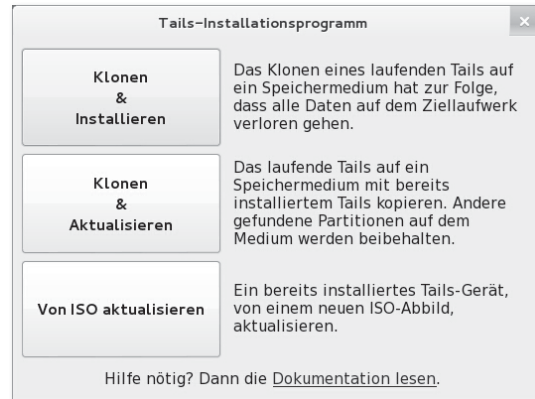 Tails-Installationsprogramm
Klonen
&
Installieren
Das Klonen eines laufenden Tails auf
ein Speichermedium hat zur Folge,
dass alle Daten auf dem Ziellaufwerk
verloren gehen.
Klonen
&
Aktualisieren
Das laufende Tails auf ein
Speichermedium mit bereits
installiertem Tails kopieren. Andere
gefundene Partitionen auf dem
Medium werden beibehalten.
Von ISO aktualisieren
Ein bereits installiertes Tails-Gerät,
von einem neuen ISO-Abbild,
aktualisieren.
Hilfe nötig? Dann die Dokumentation lesen.